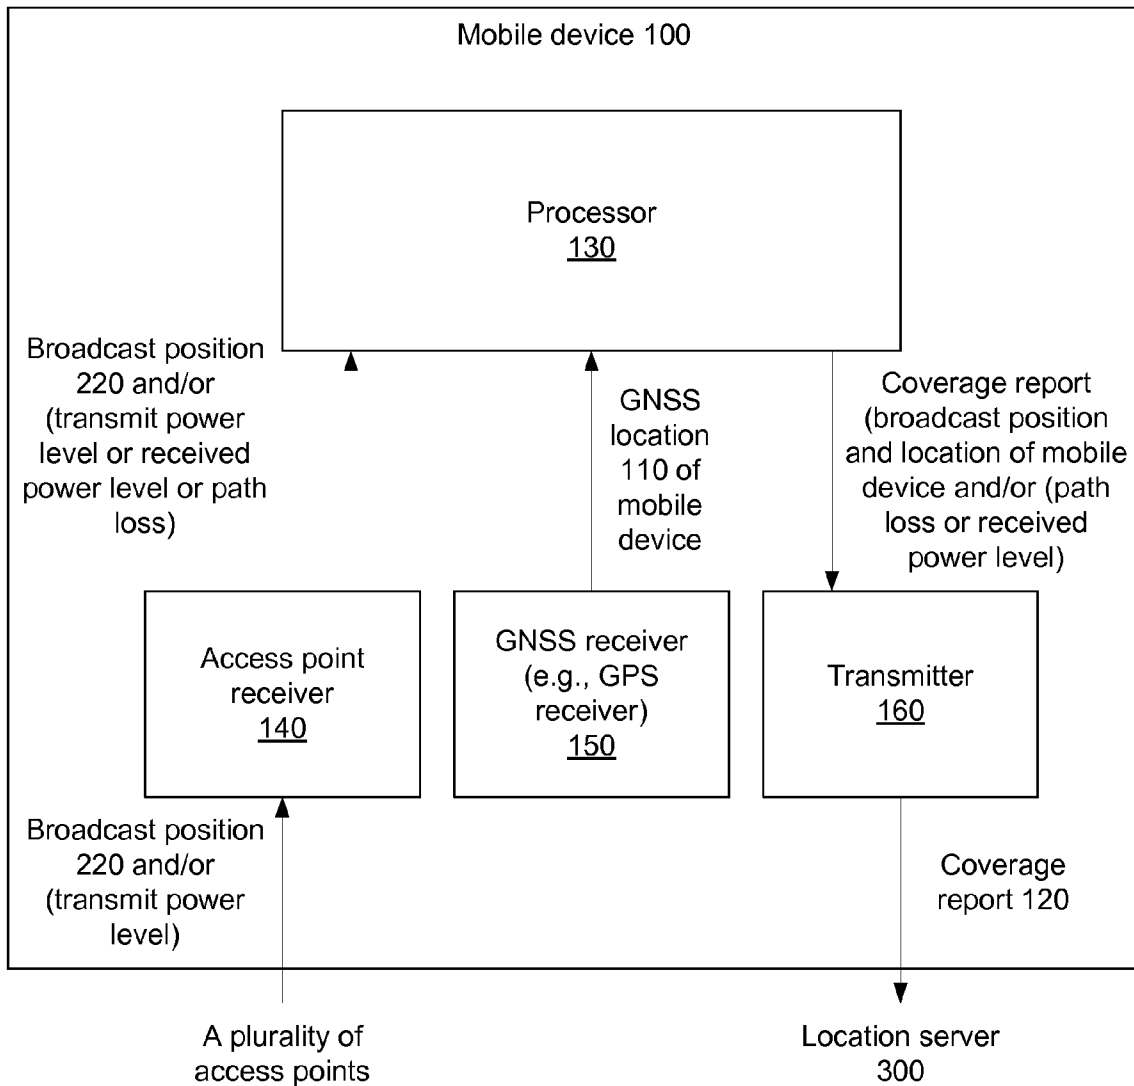 Mobile device 100
Processor
130
Broadcast position
220 and/or
(transmit power
level or received
power level or path
loss)
GNSS
location
110 of
mobile
device
Coverage report
(broadcast position
and location of mobile
device and/or (path
loss or received
power level)
Access point
receiver
140
GNSS receiver
(e.g., GPS
receiver)
150
Transmitter
160
Broadcast position
220 and/or
(transmit power
level)
Coverage
report 120
A plurality of
access points
Location server
300